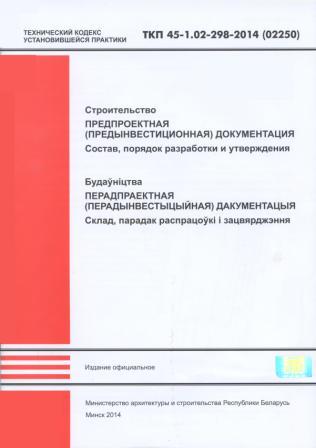 ТЕХНИЧЕСКИЙ КОДЕКС
УСТАНОВИВШЕЙСЯ ПРАКТИКИ
ТКП 45-1.02-298-2014 (02250)
Строительство
ПРЕДПРОЕКТНАЯ
(ПРЕДЫНВЕСТИЦИОННАЯ) ДОКУМЕНТАЦИЯ
Состав, порядок разработки и утверждения
Будаўніцтва
ПЕРАДПРАЕКТНАЯ
(ПЕРАДЫНВЕСТЫЦЫЙНАЯ) ДАКУМЕНТАЦЫЯ
Склад, парадак распрацоўкі і зацвярджэння
Издание официальное
Министерство архитектуры и строительства Республики Беларусь
Минск 2014